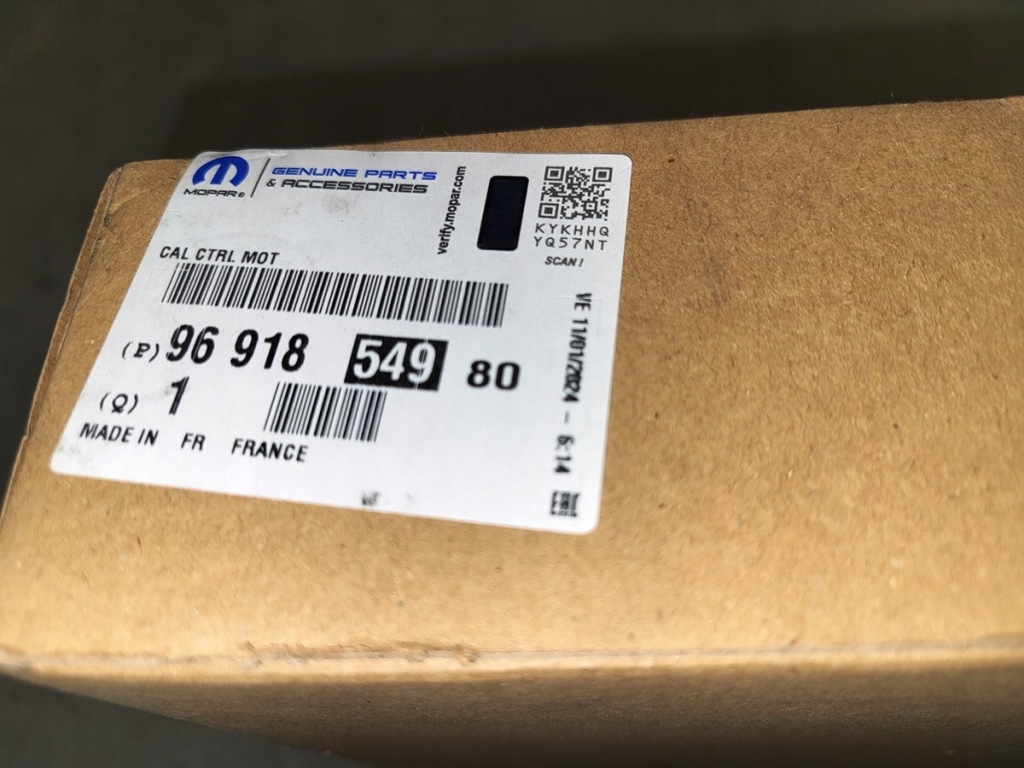 MOPAR®
GENUINE PARTS
& ACCESSORIES
verify.mopar.com
KYKHHQ
YQ57NT
SCAN!
CAL CTRL MOT
(P) 96 918 549 80
(Q) 1
MADE IN FR FRANCE
VE 11/01/2024 - 6:14
EAC